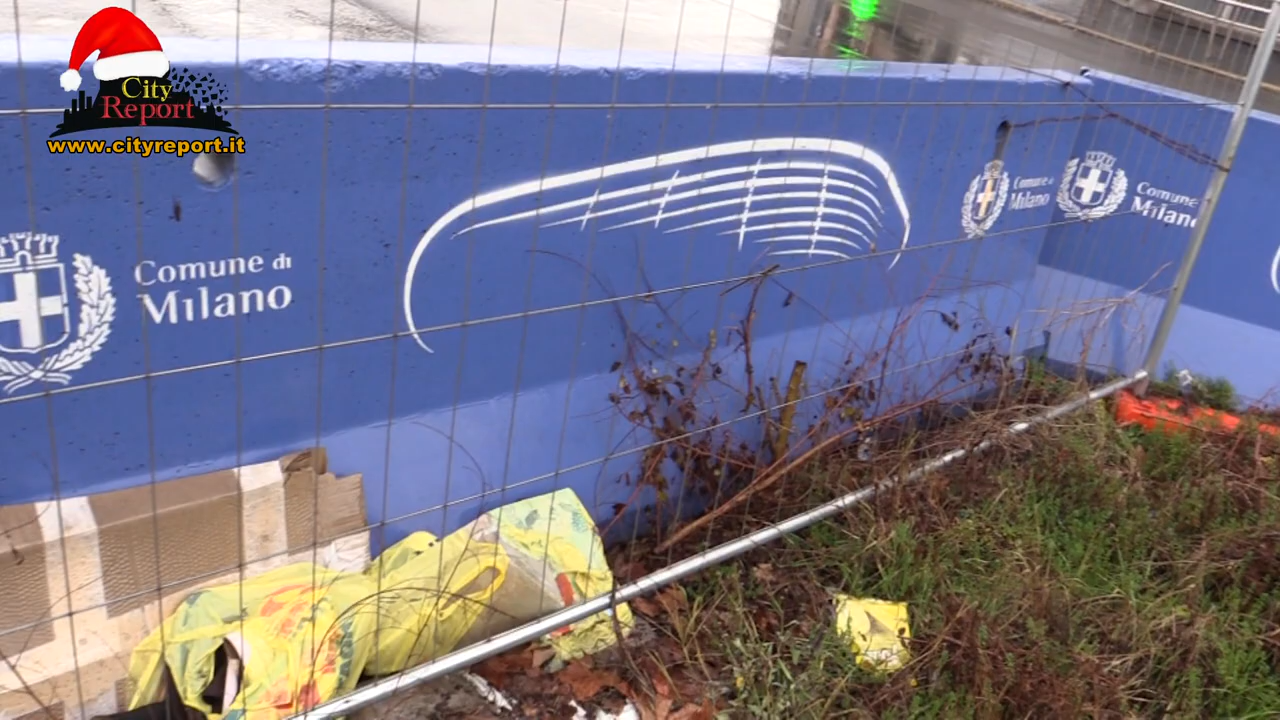 City
Report
www.cityreport.it
Comune di
Milano
Comune di
Milano
Comune
Milano